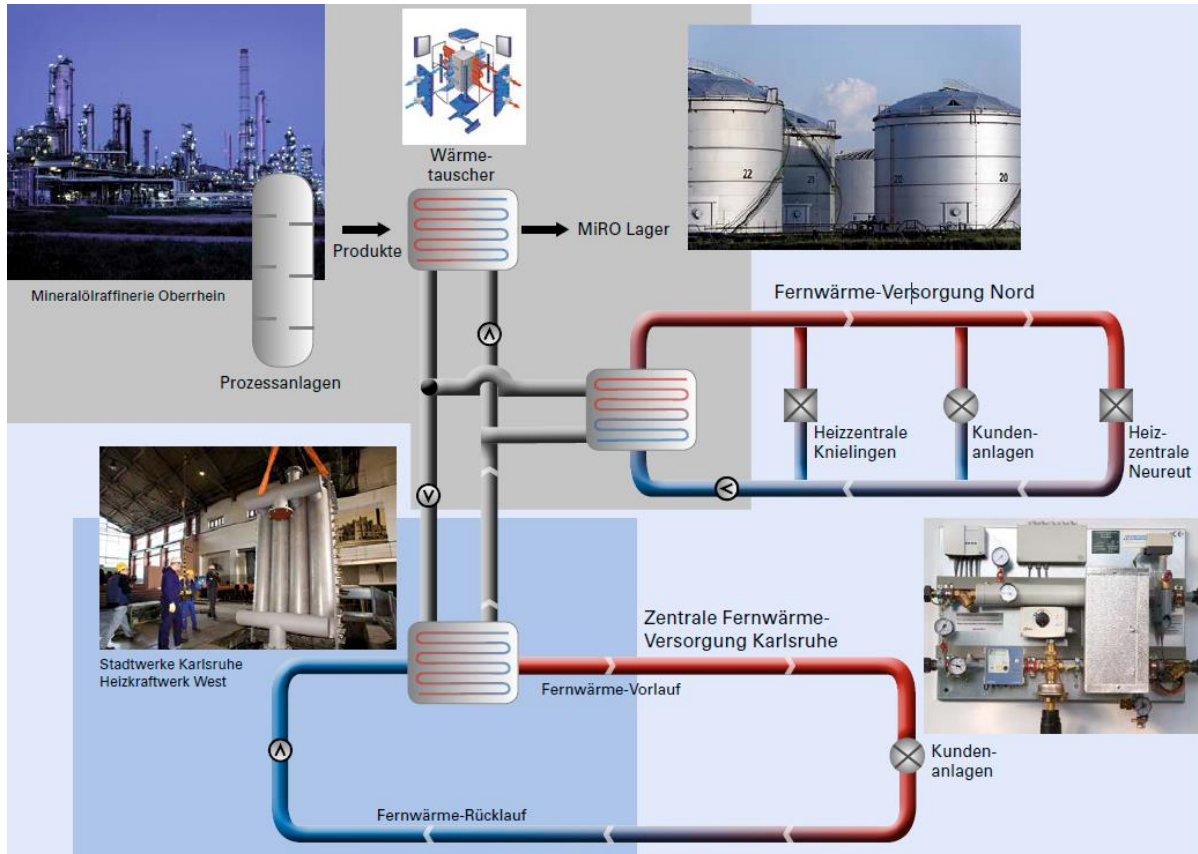 Wärme-
tauscher
Produkte
MiRO Lager
22
21
20
20
Mineralölraffinerie Oberrhein
Prozessanlagen
Fernwärme-Versorgung Nord
Heizzentrale
Knielingen
Kunden-
anlagen
Heiz-
zentrale
Neureut
Stadtwerke Karlsruhe
Heizkraftwerk West
Zentrale Fernwärme-
Versorgung Karlsruhe
Fernwärme-Vorlauf
Kunden-
anlagen
Fernwärme-Rücklauf